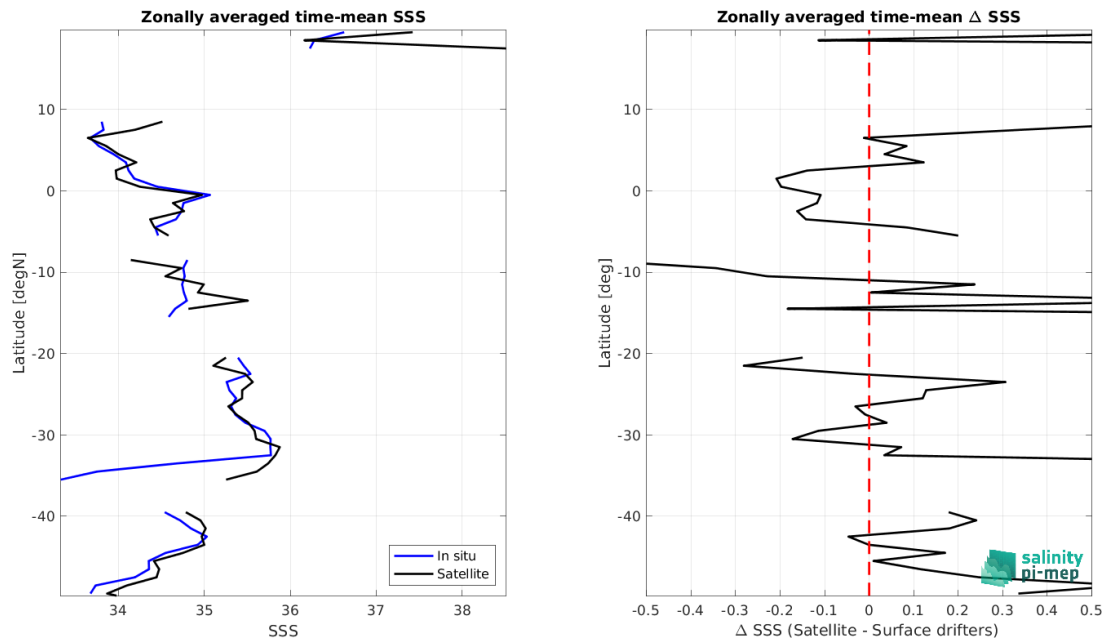 Zonally averaged time-mean SSS
Latitude [degN]
10
0
-10
-20
-30
-40
34
35
36
37
38
SSS
In situ
Satellite
Zonally averaged time-mean Δ SSS
Latitude [deg]
10
0
-10
-20
-30
-40
-0.5
-0.4
-0.3
-0.2
-0.1
0
0.1
0.2
0.3
0.4
0.5
Δ SSS (Satellite - Surface drifters)
salinity
pi-mep